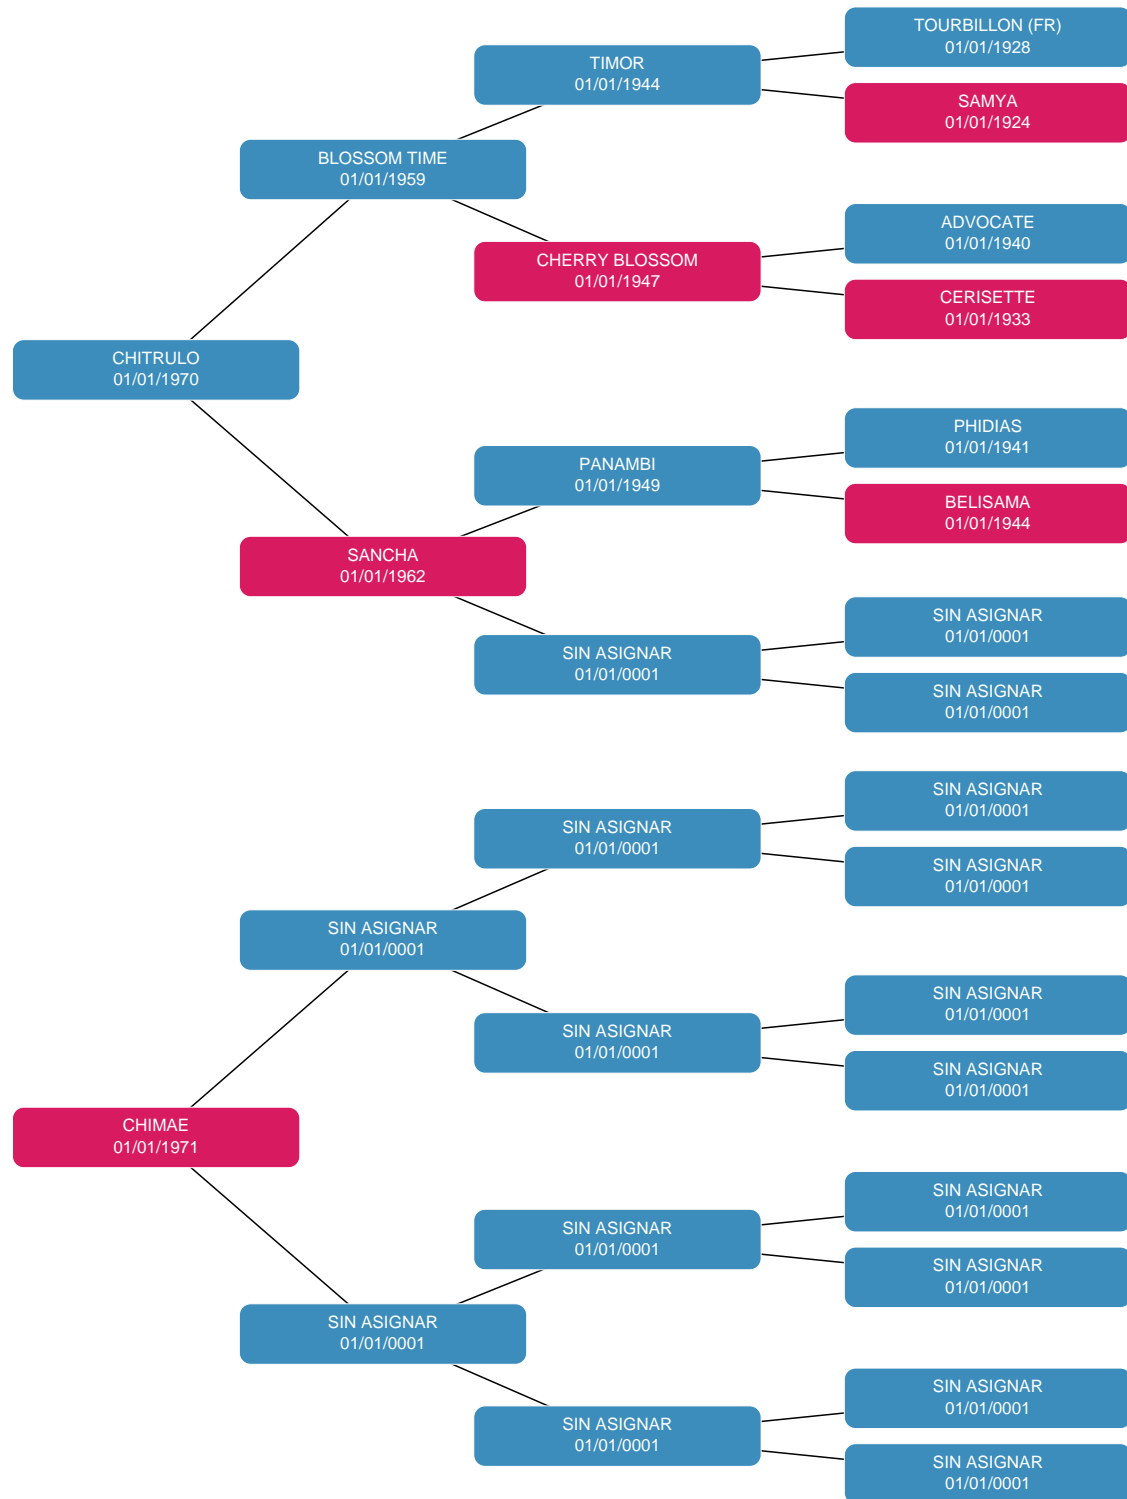 TOURBILLON (FR)
01/01/1928
TIMOR
01/01/1944
SAMYA
01/01/1924
BLOSSOM TIME
01/01/1959
ADVOCATE
01/01/1940
CHERRY BLOSSOM
01/01/1947
CERISETTE
01/01/1933
CHITRULO
01/01/1970
PHIDIAS
01/01/1941
PANAMBI
01/01/1949
BELISAMA
01/01/1944
SANCHA
01/01/1962
SIN ASIGNAR
01/01/0001
SIN ASIGNAR
01/01/0001
SIN ASIGNAR
01/01/0001
SIN ASIGNAR
01/01/0001
SIN ASIGNAR
01/01/0001
SIN ASIGNAR
01/01/0001
SIN ASIGNAR
01/01/0001
SIN ASIGNAR
01/01/0001
SIN ASIGNAR
01/01/0001
SIN ASIGNAR
01/01/0001
CHIMAE
01/01/1971
SIN ASIGNAR
01/01/0001
SIN ASIGNAR
01/01/0001
SIN ASIGNAR
01/01/0001
SIN ASIGNAR
01/01/0001
SIN ASIGNAR
01/01/0001
SIN ASIGNAR
01/01/0001
SIN ASIGNAR
01/01/0001